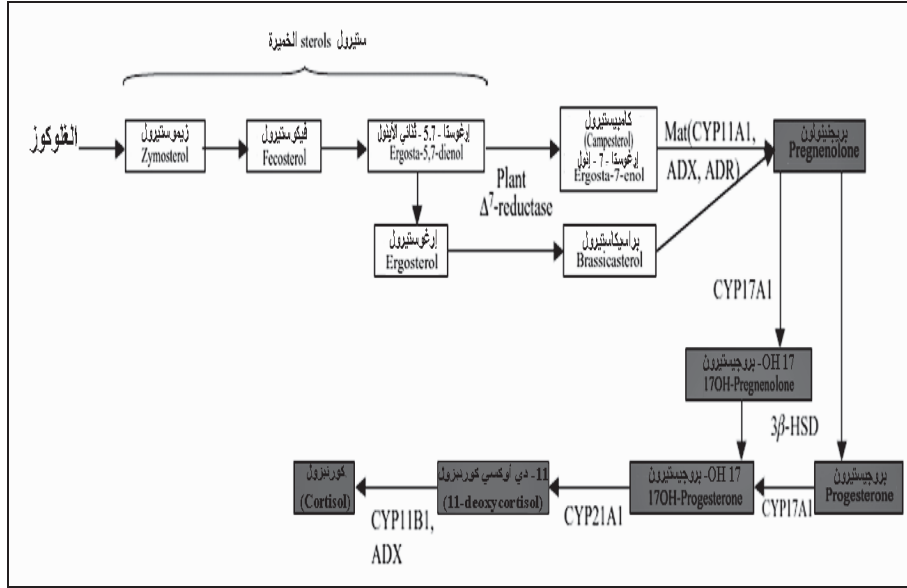 ستيرول sterols الخميرة
الغلوكوز
زيموستيرول
Zymosterol
فيكوستيرول
Fecosterol
إرغوستا - 5,7 - ثنائي الأينول
Ergosta-5,7-dienol
كامبيستيرول
(Campesterol)
إرغوستا - 7 - إينول
Ergosta-7-enol
Mat(CYP11A1,
ADX, ADR)
بريجنينولون
Pregnenolone
Plant
Δ⁷-reductase
إرغوستيرول
Ergosterol
براسيكاستيرول
Brassicasterol
CYP17A1
17 OH- بروجيستيرون
17OH-Pregnenolone
3β-HSD
كورتيزول
(Cortisol)
11- دي أوكسي كورتيزول
(11-deoxycortisol)
17 OH- بروجيستيرون
17OH-Progesterone
بروجيستيرون
Progesterone
CYP11B1,
ADX
CYP21A1
CYP17A1